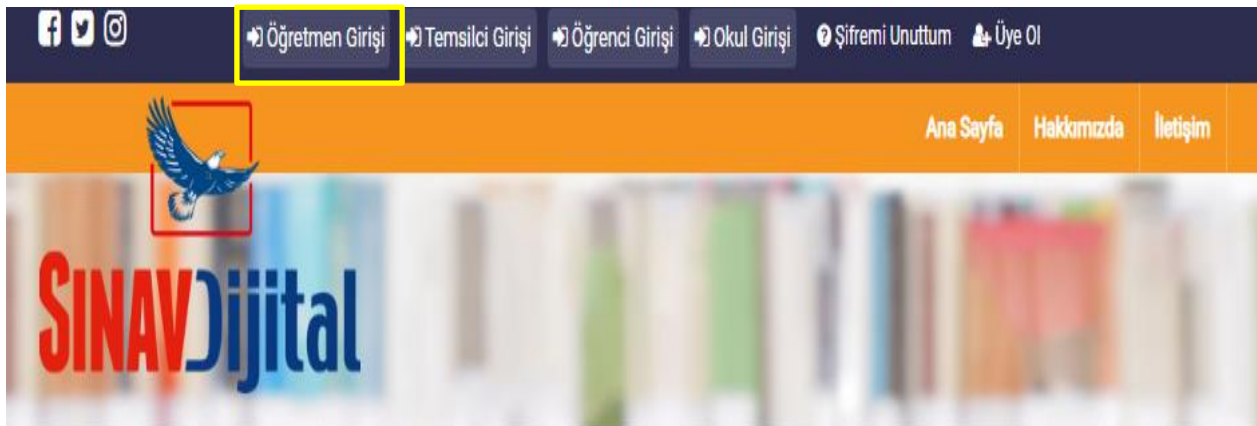 Öğretmen Girişi Temsilci Girişi Öğrenci Girişi Okul Girişi Şifremi Unuttum Üye Ol
Ana Sayfa Hakkımızda İletişim
SINAVDijital